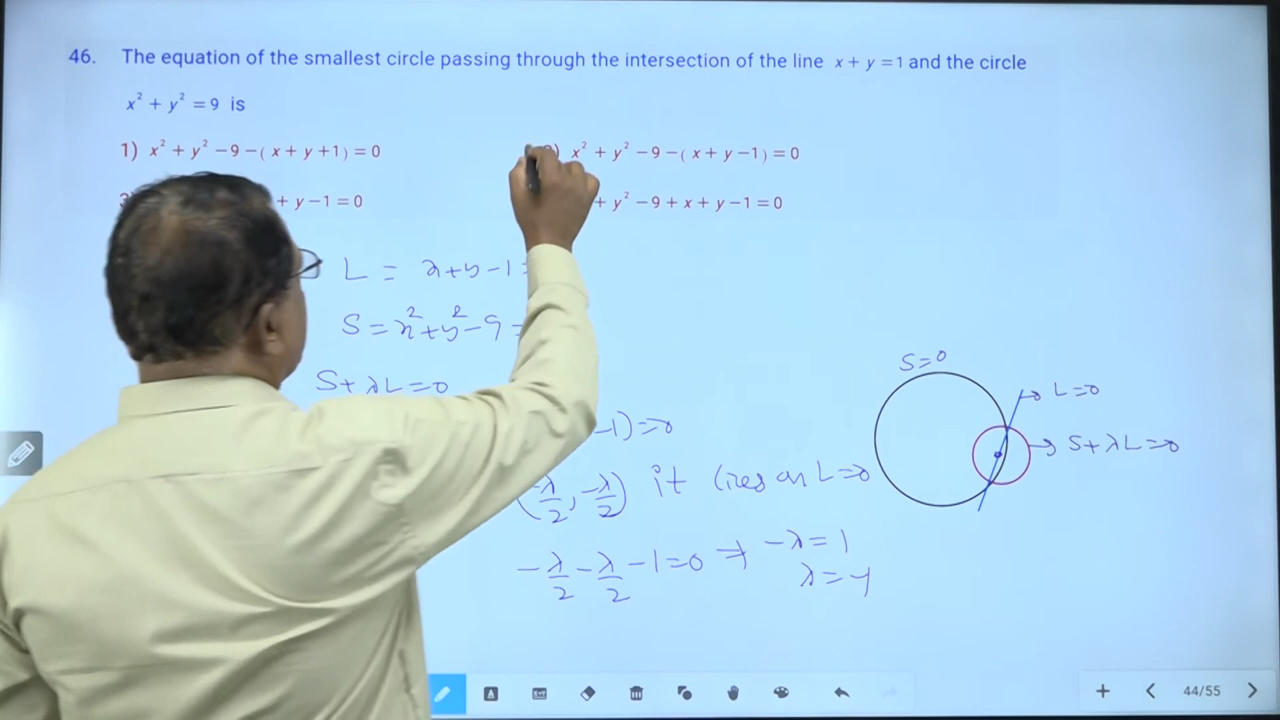 46. The equation of the smallest circle passing through the intersection of the line x + y = 1 and the circle
x² + y² = 9 is
1) x² + y² − 9 − ( x + y + 1 ) = 0
x² + y² − 9 − ( x + y − 1 ) = 0
+ y − 1 = 0
+ y² − 9 + x + y − 1 = 0
L = x+y-1
S = x²+y²-9 =
S+λL=0
-1)=0
(-λ/2, -λ/2) it lies on L=0
-λ/2 - λ/2 - 1 = 0 ⇒ -λ = 1
λ = -1
S=0
L=0
S+λL=0
44/55